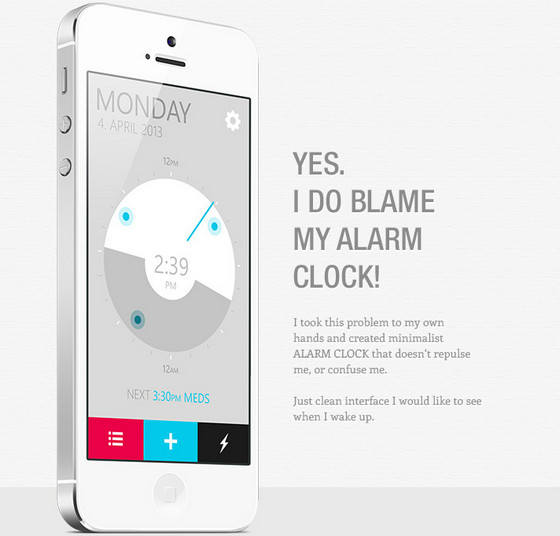 MONDAY
4. APRIL 2013
12PM
2:39
PM
12AM
NEXT 3:30PM MEDS
YES.
I DO BLAME
MY ALARM
CLOCK!
I took this problem to my own
hands and created minimalist
ALARM CLOCK that doesn't repulse
me, or confuse me.
Just clean interface I would like to see
when I wake up.